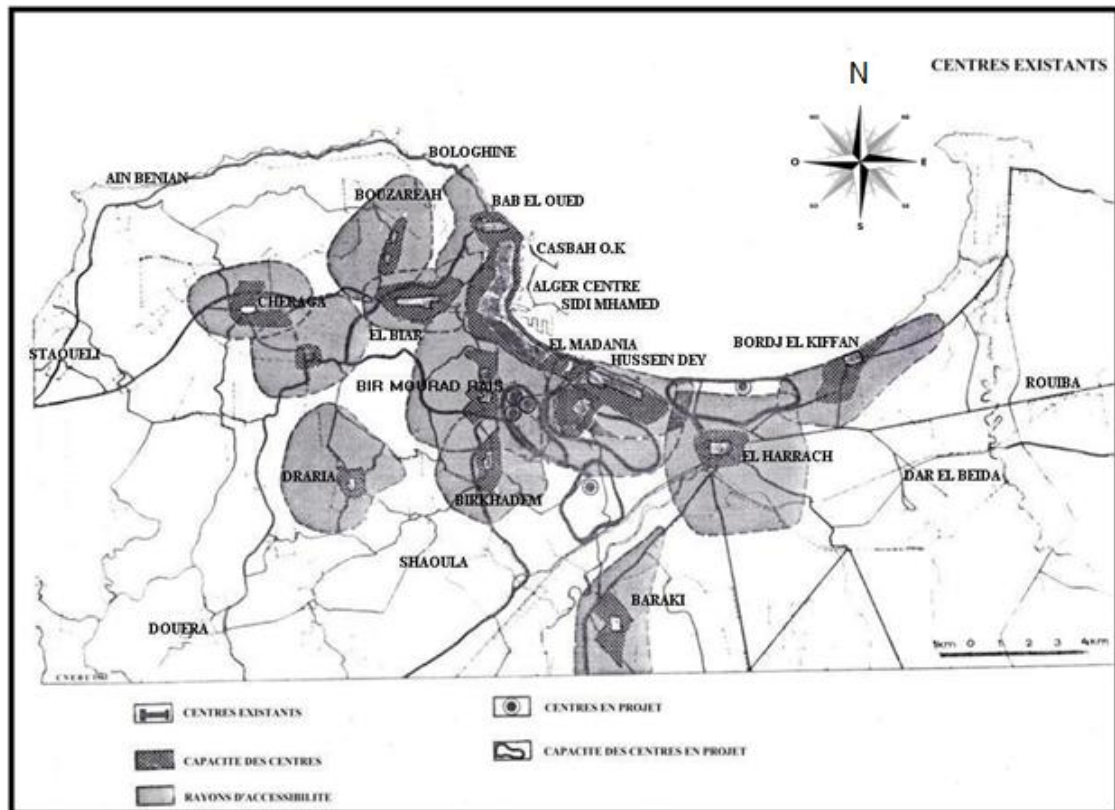 N
CENTRES EXISTANTS
BOLOGHINE
AIN BENIAN
BOUZAREAH
BAB EL OUED
O
E
S
CASBAH O.K
ALGER CENTRE
SIDI MHAMED
CHERAGA
EL BIAR
EL MADANIA
BORDJ EL KIFFAN
HUSSEIN DEY
STAOUELI
BIR MOURAD RAIS
ROUIBA
EL HARRACH
DRARIA
DAR EL BEIDA
BIRKHADEM
SHAOULA
BARAKI
DOUERA
1km 0 1 2 3 4KM
CENTRES EXISTANTS
CENTRES EN PROJET
CAPACITE DES CENTRES
CAPACITE DES CENTRES EN PROJET
RAYONS D'ACCESSIBILITE